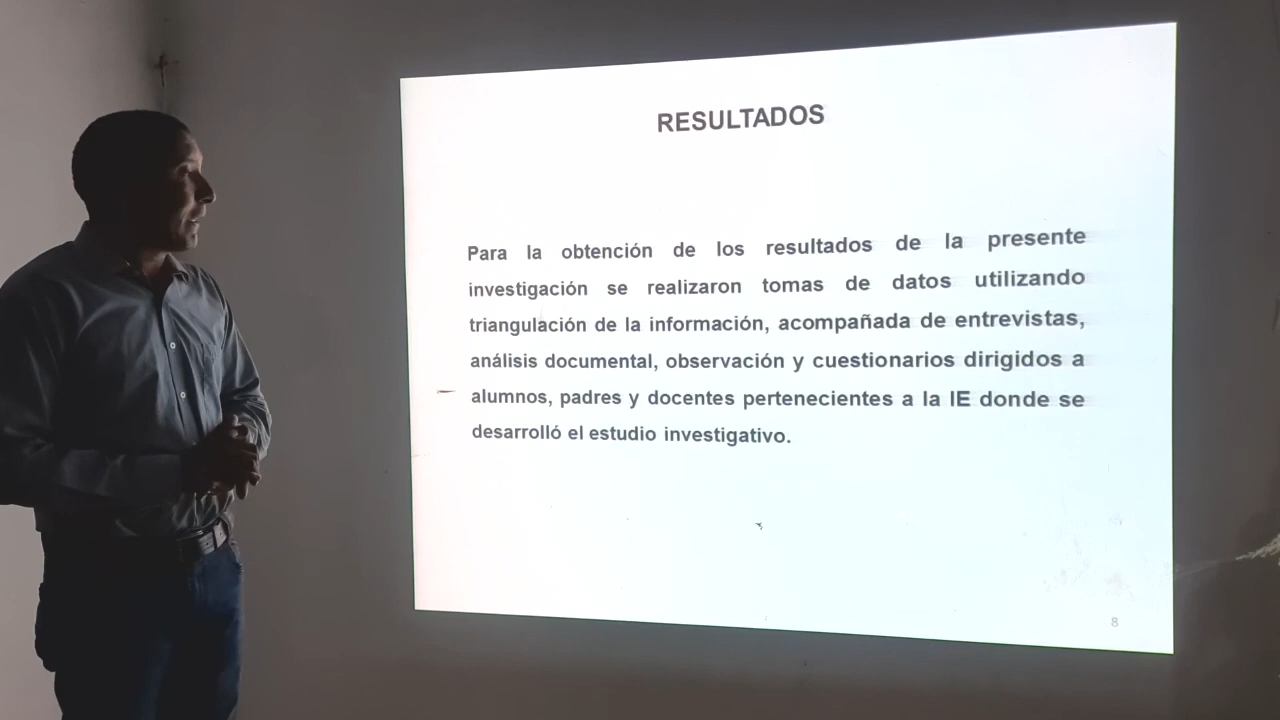 RESULTADOS
Para la obtención de los resultados de la presente
investigación se realizaron tomas de datos utilizando
triangulación de la información, acompañada de entrevistas,
análisis documental, observación y cuestionarios dirigidos a
alumnos, padres y docentes pertenecientes a la IE donde se
desarrolló el estudio investigativo.
8